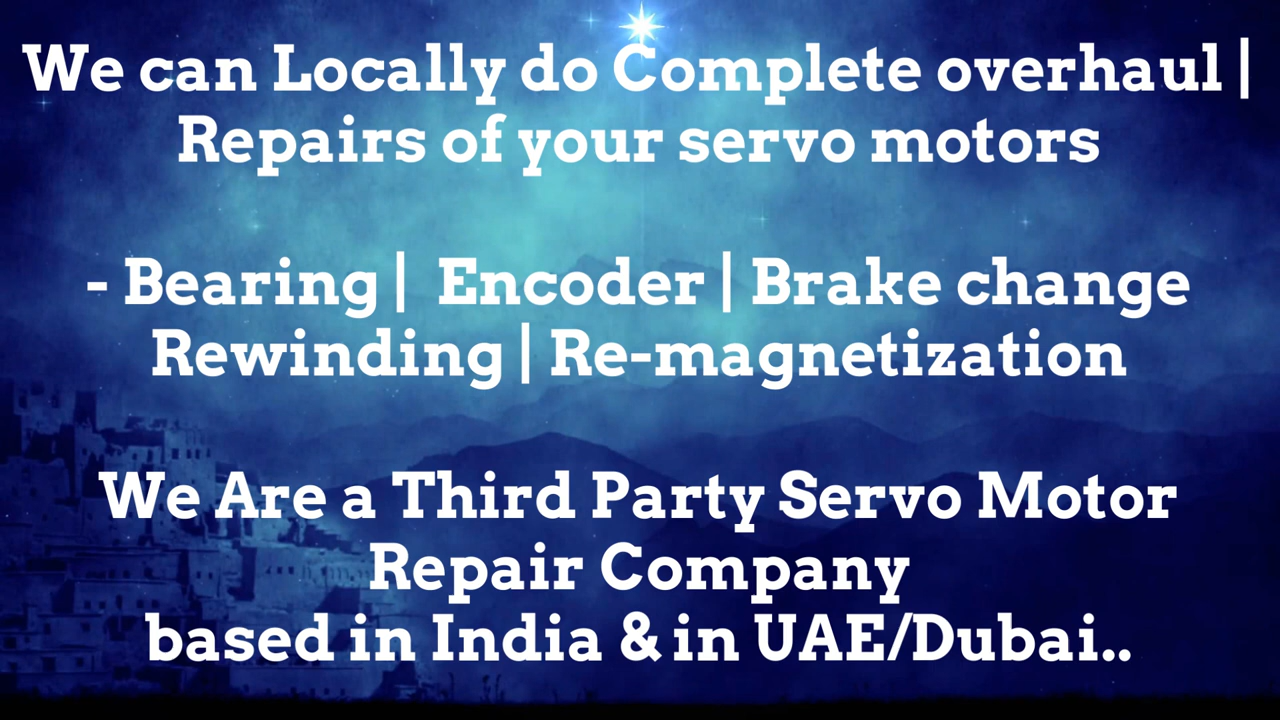 We can Locally do Complete overhaul |
Repairs of your servo motors
- Bearing | Encoder | Brake change
Rewinding | Re-magnetization
We Are a Third Party Servo Motor
Repair Company
based in India & in UAE/Dubai..